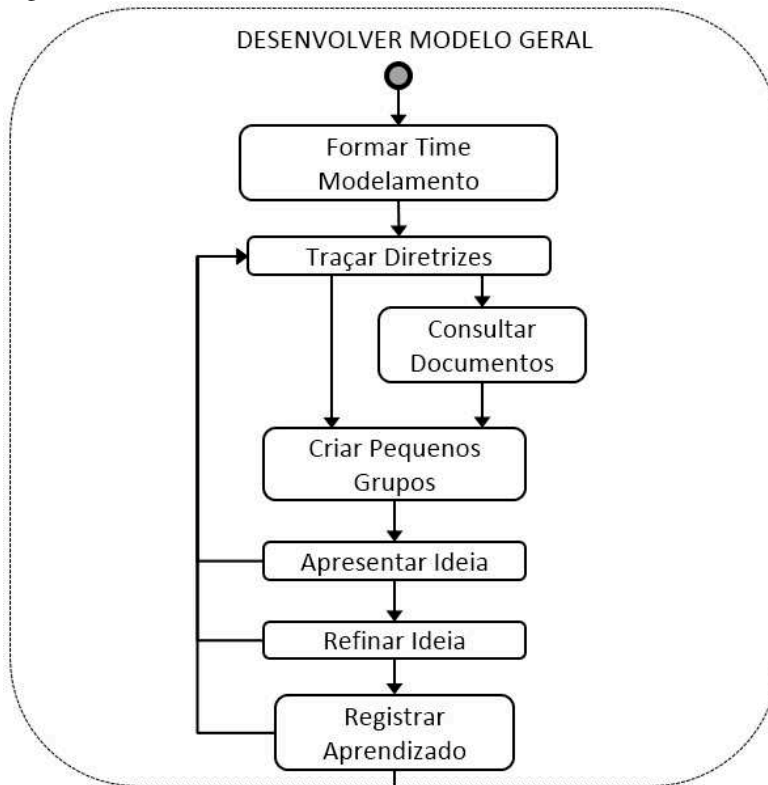 DESENVOLVER MODELO GERAL
Formar Time
Modelamento
Traçar Diretrizes
Consultar
Documentos
Criar Pequenos
Grupos
Apresentar Ideia
Refinar Ideia
Registrar
Aprendizado